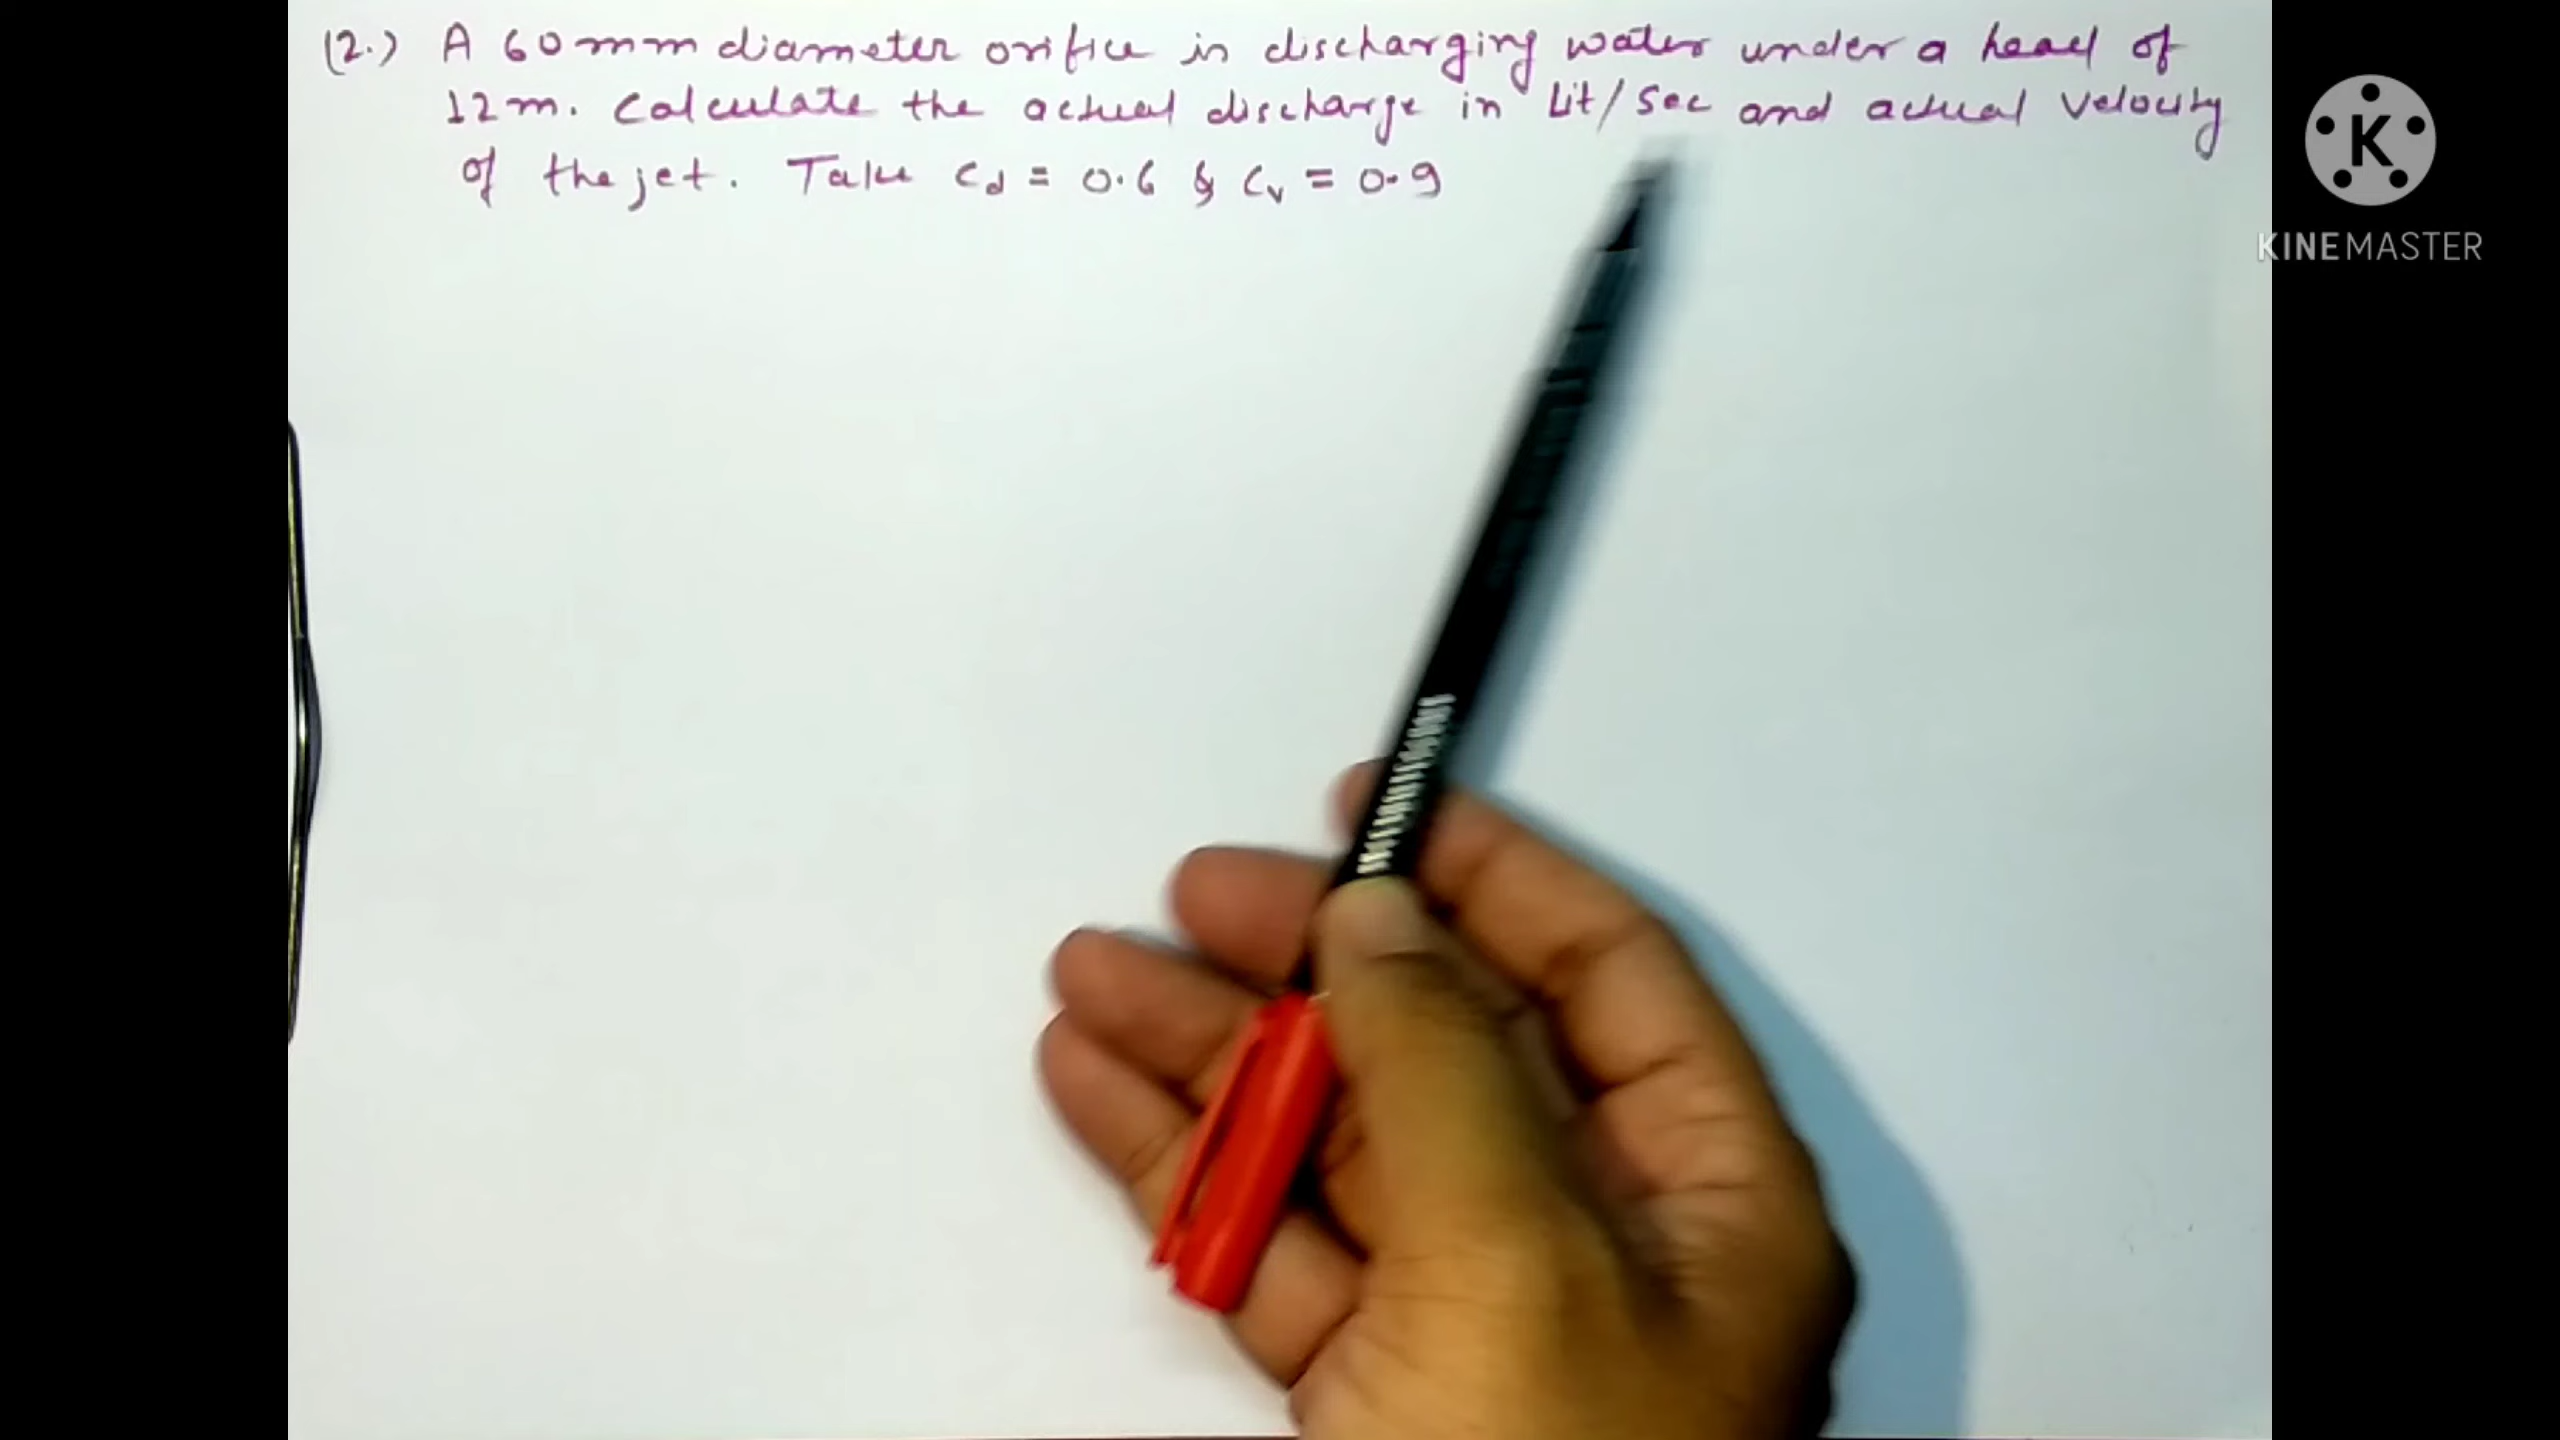 (2.) A 60mm diameter orifice is discharging water under a head of
12m. Calculate the actual discharge in Lit/Sec and actual velocity
of the jet. Take Cd = 0.6 & Cv = 0.9
K
KINEMASTER